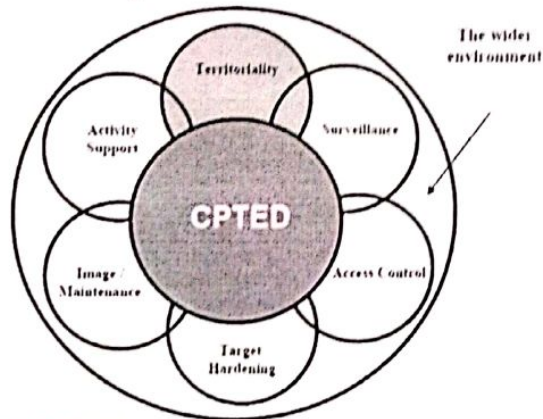 The wider
environment
Territoriality
Activity
Support
Surveillance
CPTED
Image /
Maintenance
Access Control
Target
Hardening